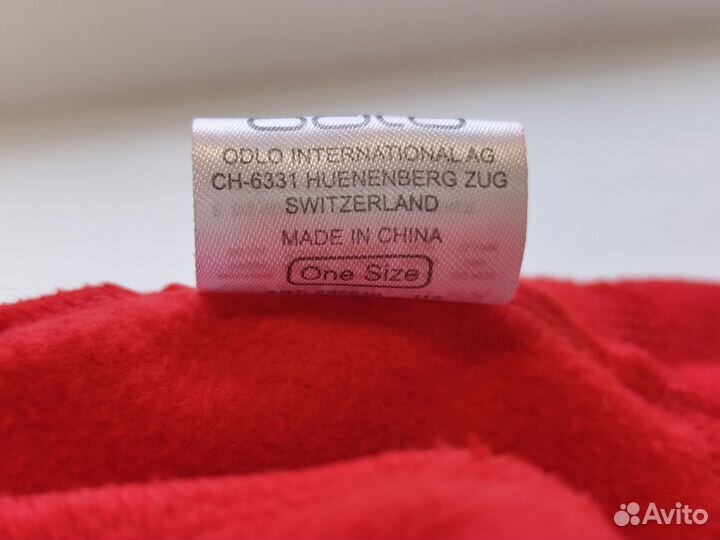 ODLO INTERNATIONAL AG
CH-6331 HUENENBERG ZUG
SWITZERLAND
MADE IN CHINA
One Size
Avito